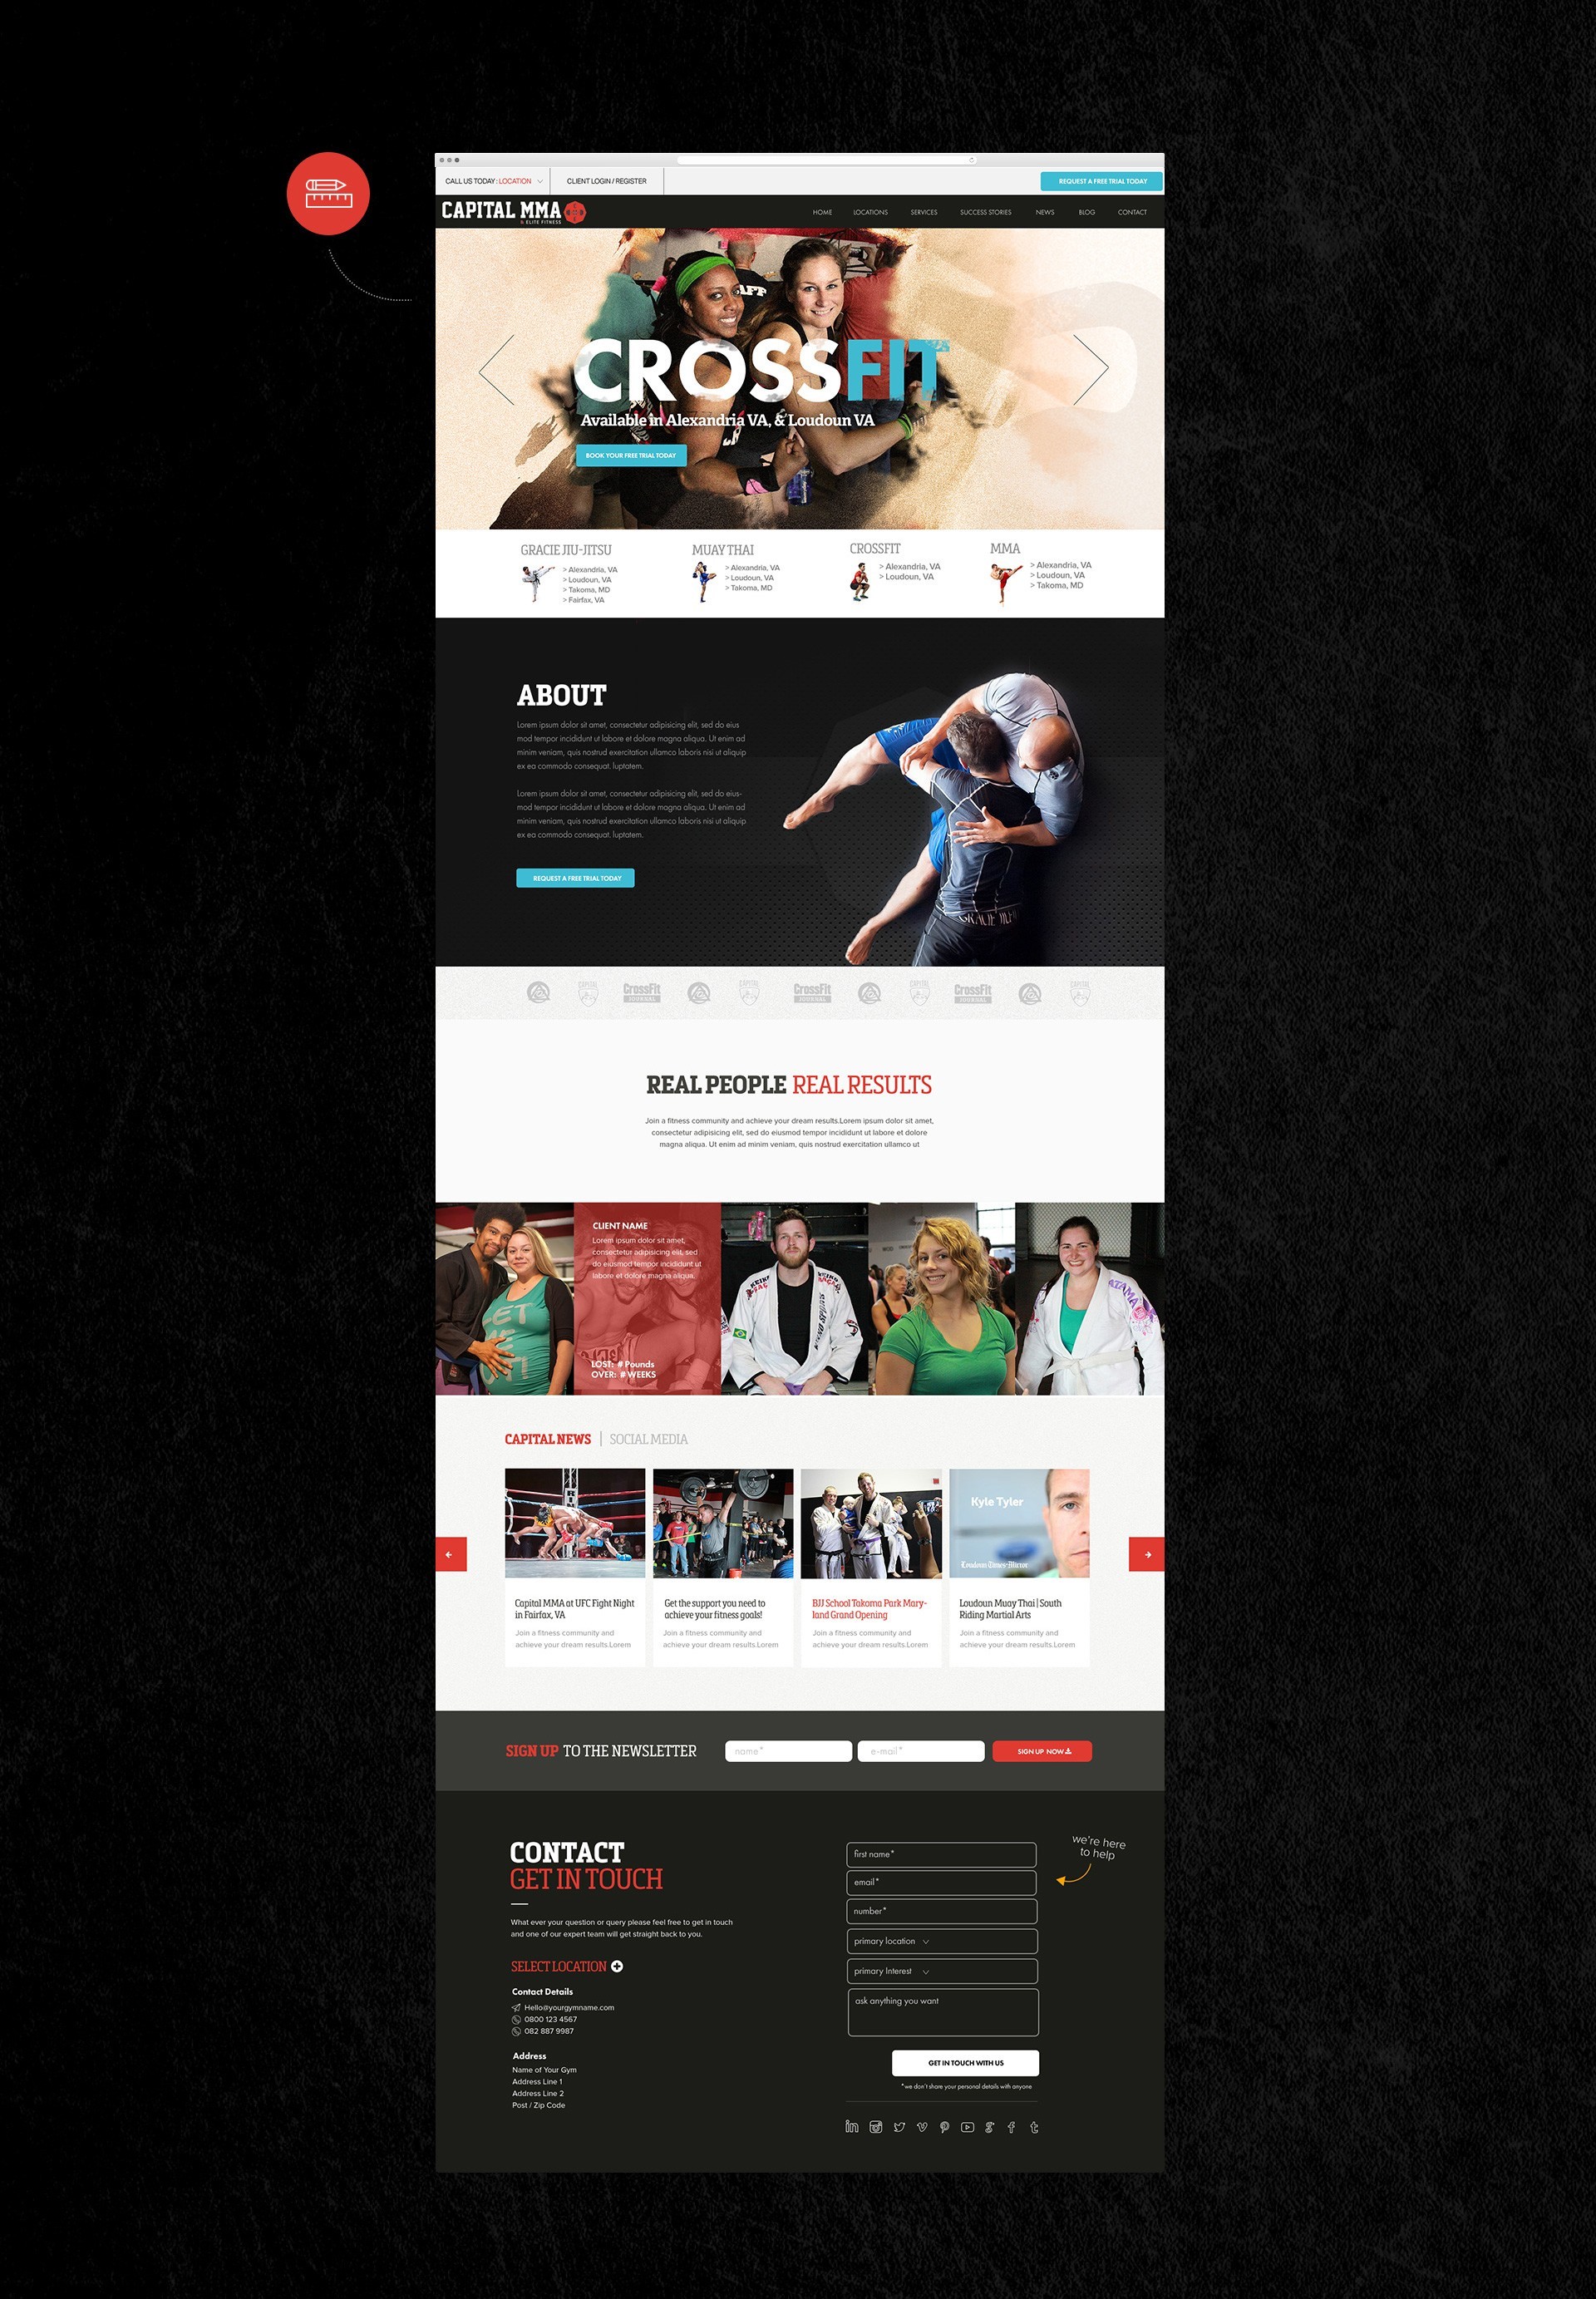 CALL US TODAY : LOCATION
CLIENT LOGIN / REGISTER
REQUEST A FREE TRIAL TODAY
CAPITAL MMA
& ELITE FITNESS
HOME
LOCATIONS
SERVICES
SUCCESS STORIES
NEWS
BLOG
CONTACT
AFF
CROSSFIT
Available in Alexandria VA, & Loudoun VA
BOOK YOUR FREE TRIAL TODAY
GRACIE JIU-JITSU
> Alexandria, VA
> Loudoun, VA
> Takoma, MD
> Fairfax, VA
MUAY THAI
> Alexandria, VA
> Loudoun, VA
> Takoma, MD
CROSSFIT
> Alexandria, VA
> Loudoun, VA
MMA
> Alexandria, VA
> Loudoun, VA
> Takoma, MD
ABOUT
Lorem ipsum dolor sit amet, consectetur adipisicing elit, sed do eius
mod tempor incididunt ut labore et dolore magna aliqua. Ut enim ad
minim veniam, quis nostrud exercitation ullamco laboris nisi ut aliquip
ex ea commodo consequat. luptatem.
Lorem ipsum dolor sit amet, consectetur adipisicing elit, sed do eius-
mod tempor incididunt ut labore et dolore magna aliqua. Ut enim ad
minim veniam, quis nostrud exercitation ullamco laboris nisi ut aliquip
ex ea commodo consequat. luptatem.
REQUEST A FREE TRIAL TODAY
CAPITAL
CrossFit
JOURNAL
CAPITAL
CrossFit
JOURNAL
CAPITAL
CrossFit
JOURNAL
CAPITAL
REAL PEOPLE REAL RESULTS
Join a fitness community and achieve your dream results.Lorem ipsum dolor sit amet,
consectetur adipisicing elit, sed do eiusmod tempor incididunt ut labore et dolore
magna aliqua. Ut enim ad minim veniam, quis nostrud exercitation ullamco ut
CLIENT NAME
Lorem ipsum dolor sit amet,
consectetur adipisicing elit, sed
do eiusmod tempor incididunt ut
labore et dolore magna aliqua.
LOST: # Pounds
OVER: # WEEKS
CAPITAL NEWS | SOCIAL MEDIA
Kyle Tyler
Loudoun Times-Mirror
Capital MMA at UFC Fight Night
in Fairfax, VA
Join a fitness community and
achieve your dream results.Lorem
Get the support you need to
achieve your fitness goals!
Join a fitness community and
achieve your dream results.Lorem
BJJ School Takoma Park Mary-
land Grand Opening
Join a fitness community and
achieve your dream results.Lorem
Loudoun Muay Thai | South
Riding Martial Arts
Join a fitness community and
achieve your dream results.Lorem
SIGN UP TO THE NEWSLETTER
name*
e-mail*
SIGN UP NOW
CONTACT
GET IN TOUCH
What ever your question or query please feel free to get in touch
and one of our expert team will get straight back to you.
SELECT LOCATION
Contact Details
Hello@yourgymname.com
0800 123 4567
082 887 9987
Address
Name of Your Gym
Address Line 1
Address Line 2
Post / Zip Code
first name*
email*
number*
primary location
primary Interest
ask anything you want
we're here
to help
GET IN TOUCH WITH US
*we don't share your personal details with anyone